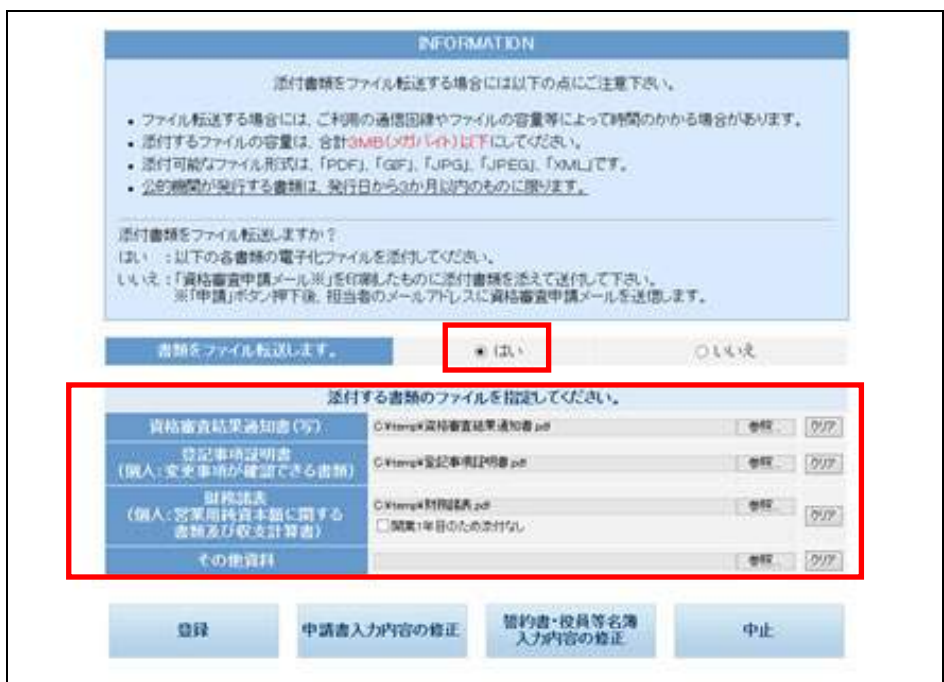 INFORMATION
添付書類をファイル転送する場合には以下の点にご注意下さい。
• ファイル転送する場合には、ご利用の通信回線やファイルの容量等によって時間のかかる場合があります。
• 添付するファイルの容量は、合計3MB(メガバイト)以下にしてください。
• 添付可能なファイル形式は、「PDF」、「GIF」、「JPG」、「JPEG」、「XML」です。
• 公的機関が発行する書類は、発行日から3か月以内のものに限ります。
添付書類をファイル転送しますか？
はい　：以下の各書類の電子化ファイルを添付してください。
いいえ：「資格審査申請メール※」を印刷したものに添付書類を添えて送付して下さい。
※「申請」ボタン押下後、担当者のメールアドレスに資格審査申請メールを送信します。
書類をファイル転送します。 はい いいえ
添付する書類のファイルを指定してください。
資格審査結果通知書(写) C:¥temp¥資格審査結果通知書.pdf 参照... クリア
登記事項証明書
(個人：変更事項が確認できる書類) C:¥temp¥登記事項証明書.pdf 参照... クリア
財務諸表
(個人：営業用純資本額に関する
書類及び収支計算書) C:¥temp¥財務諸表.pdf 参照... クリア
開業1年目のため添付なし
その他資料 参照... クリア
登録 申請書入力内容の修正 誓約書・役員等名簿
入力内容の修正 中止